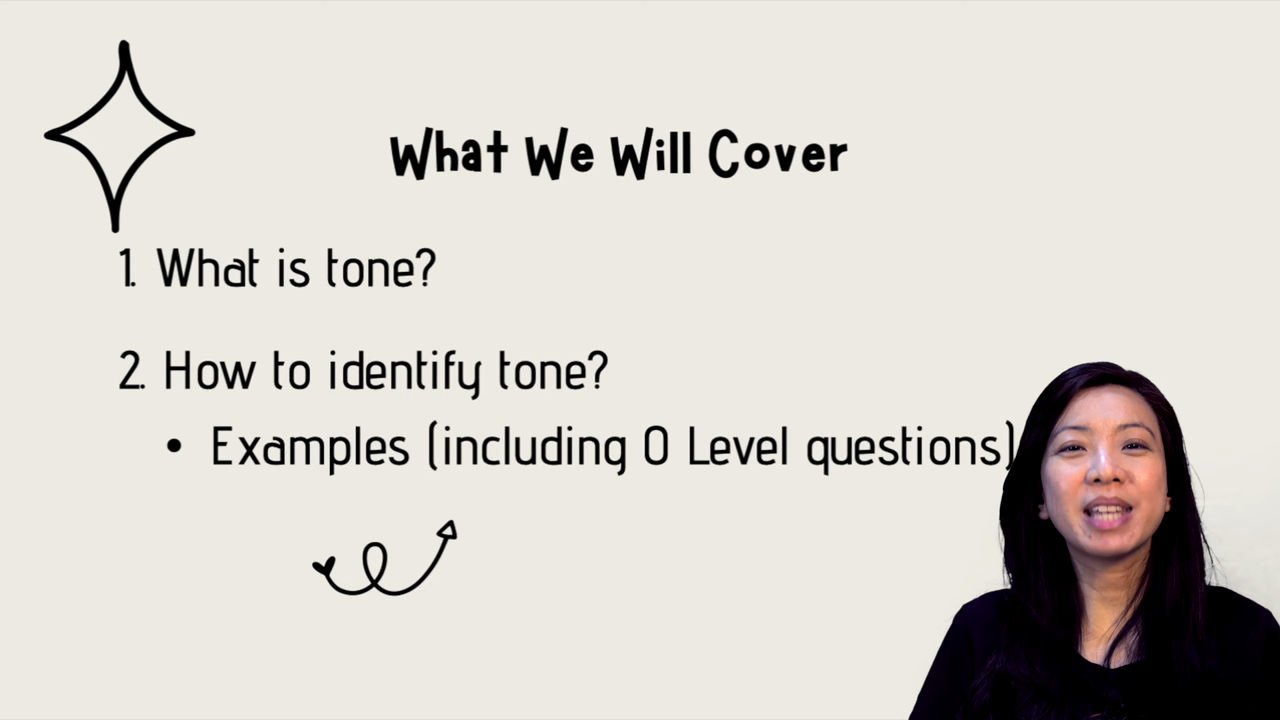 What We Will Cover
1. What is tone?
2. How to identify tone?
• Examples (including O Level questions)